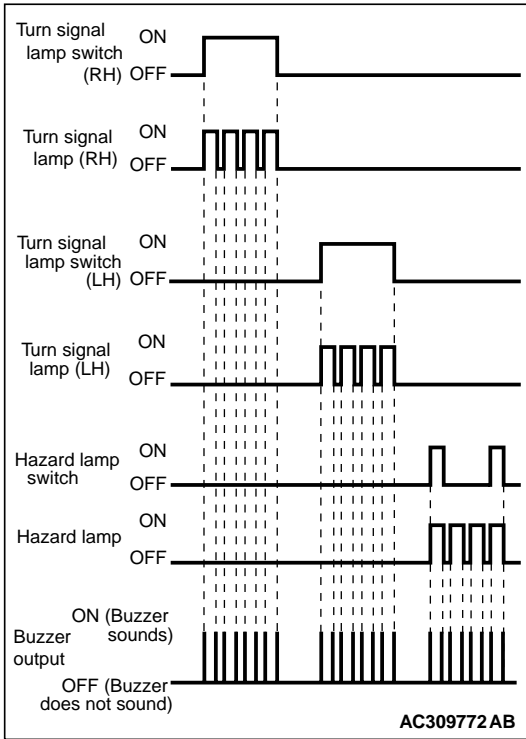 Turn signal
lamp switch
(RH)
ON
OFF
Turn signal
lamp (RH)
ON
OFF
Turn signal
lamp switch
(LH)
ON
OFF
Turn signal
lamp (LH)
ON
OFF
Hazard lamp
switch
ON
OFF
Hazard lamp
ON
OFF
Buzzer
output
ON (Buzzer
sounds)
OFF (Buzzer
does not sound)
AC309772AB